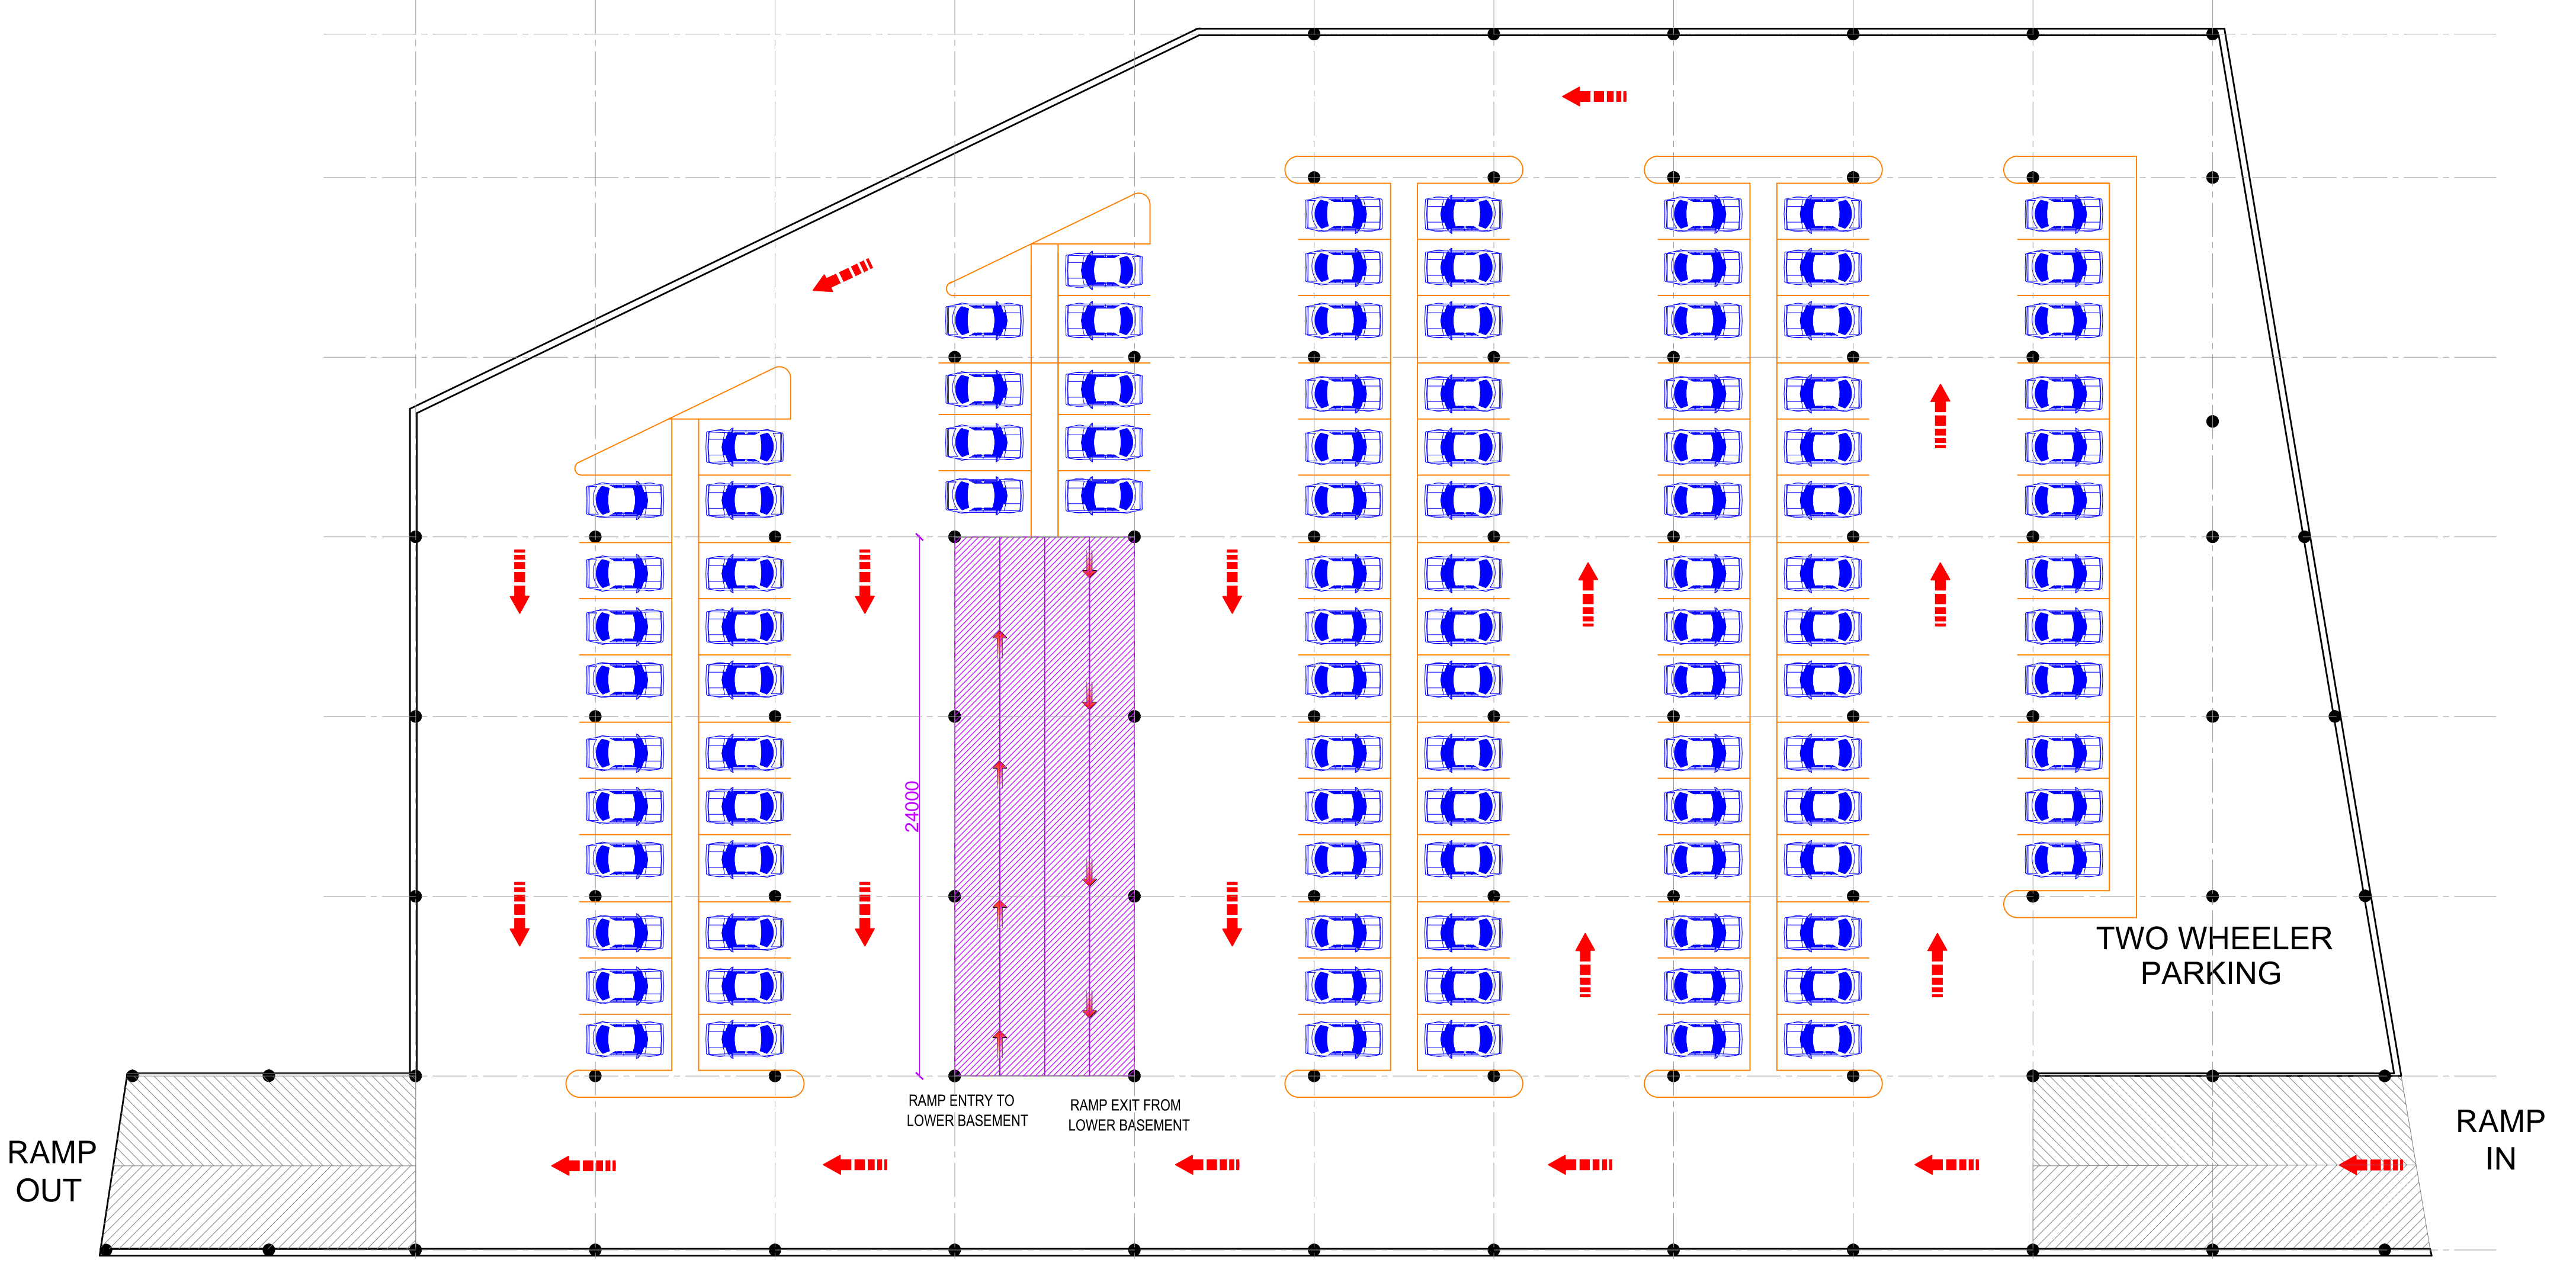 24000
TWO WHEELER
PARKING
RAMP ENTRY TO
LOWER BASEMENT
RAMP EXIT FROM
LOWER BASEMENT
RAMP
OUT
RAMP
IN